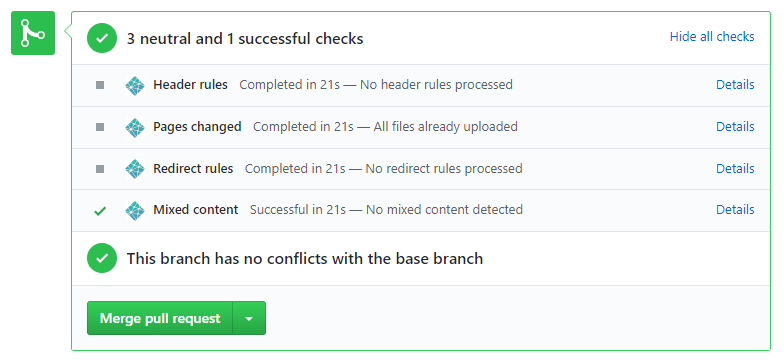 3 neutral and 1 successful checks Hide all checks
Header rules Completed in 21s — No header rules processed Details
Pages changed Completed in 21s — All files already uploaded Details
Redirect rules Completed in 21s — No redirect rules processed Details
Mixed content Successful in 21s — No mixed content detected Details
This branch has no conflicts with the base branch
Merge pull request